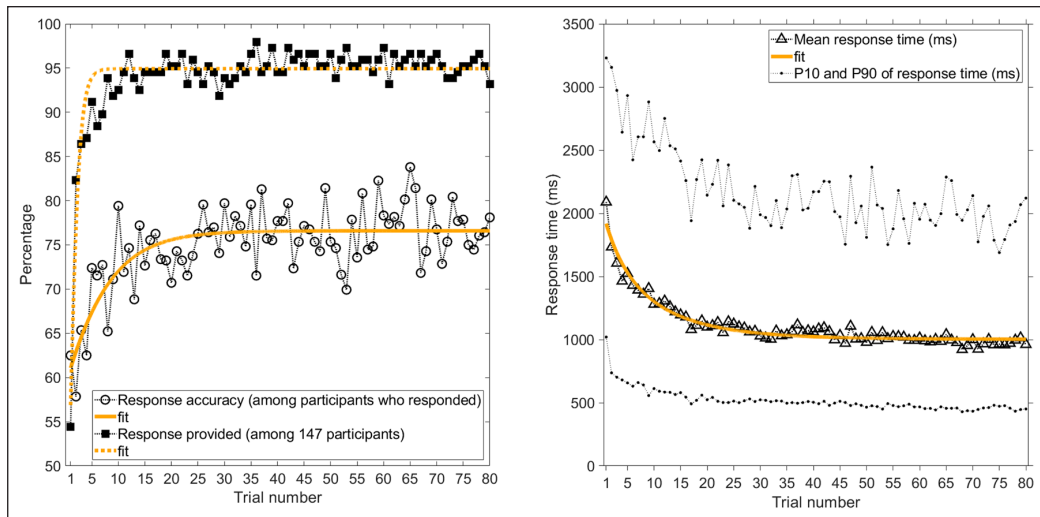 100
95
90
85
80
75
70
65
60
55
50
Percentage
Response accuracy (among participants who responded)
fit
Response provided (among 147 participants)
fit
1 5 10 15 20 25 30 35 40 45 50 55 60 65 70 75 80
Trial number
3500
3000
2500
2000
1500
1000
500
0
Response time (ms)
Mean response time (ms)
fit
P10 and P90 of response time (ms)
1 5 10 15 20 25 30 35 40 45 50 55 60 65 70 75 80
Trial number